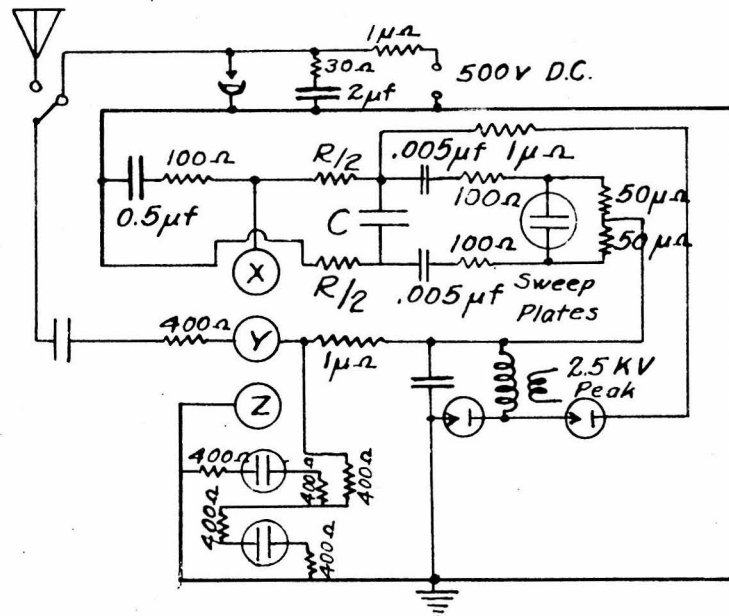 1μΩ
30Ω
2μf
500V D.C.
100Ω
0.5μf
R/2
.005μf
1μΩ
100Ω
50μΩ
C
50μΩ
X
R/2
100Ω
.005μf
Sweep
Plates
400Ω
Y
1μΩ
2.5 KV
Peak
Z
400Ω
400Ω
400Ω
400Ω
400Ω